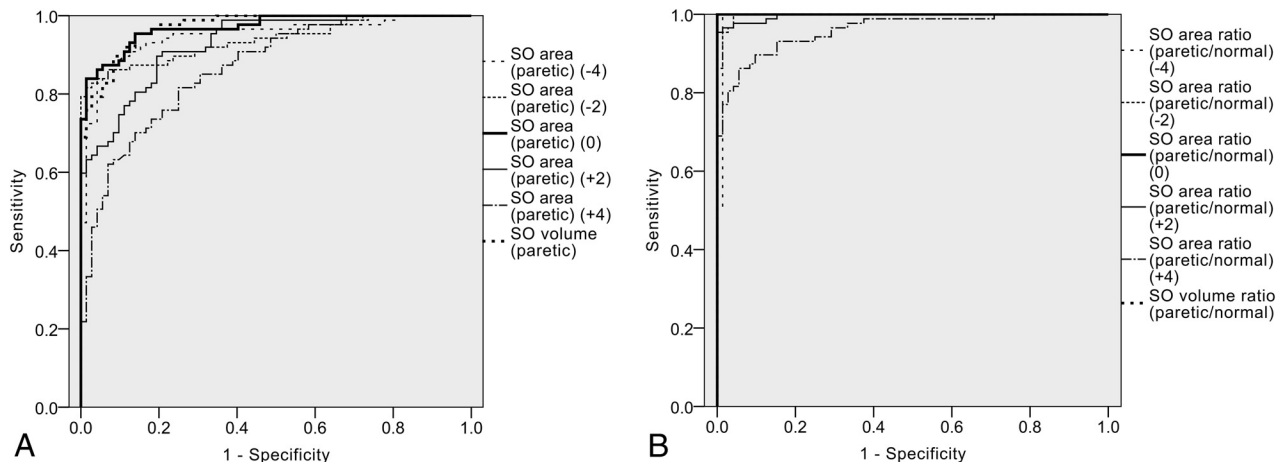 1.0
0.8
0.6
0.4
0.2
0.0
Sensitivity
0.0 0.2 0.4 0.6 0.8 1.0
1 - Specificity
A
SO area
(paretic) (-4)
SO area
(paretic) (-2)
SO area
(paretic) (0)
SO area
(paretic) (+2)
SO area
(paretic) (+4)
SO volume
(paretic)
1.0
0.8
0.6
0.4
0.2
0.0
Sensitivity
0.0 0.2 0.4 0.6 0.8 1.0
1 - Specificity
B
SO area ratio
(paretic/normal)
(-4)
SO area ratio
(paretic/normal)
(-2)
SO area ratio
(paretic/normal)
(0)
SO area ratio
(paretic/normal)
(+2)
SO area ratio
(paretic/normal)
(+4)
SO volume ratio
(paretic/normal)